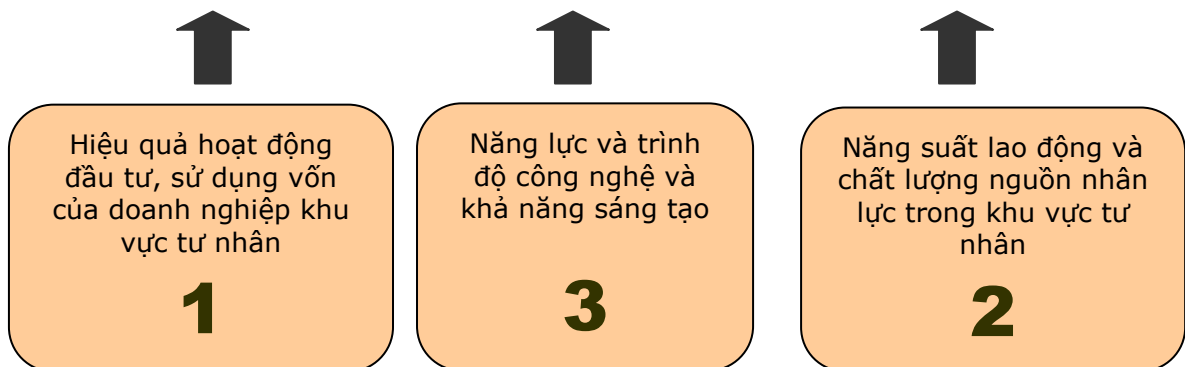 Hiệu quả hoạt động
đầu tư, sử dụng vốn
của doanh nghiệp khu
vực tư nhân
1
Năng lực và trình
độ công nghệ và
khả năng sáng tạo
3
Năng suất lao động và
chất lượng nguồn nhân
lực trong khu vực tư
nhân
2